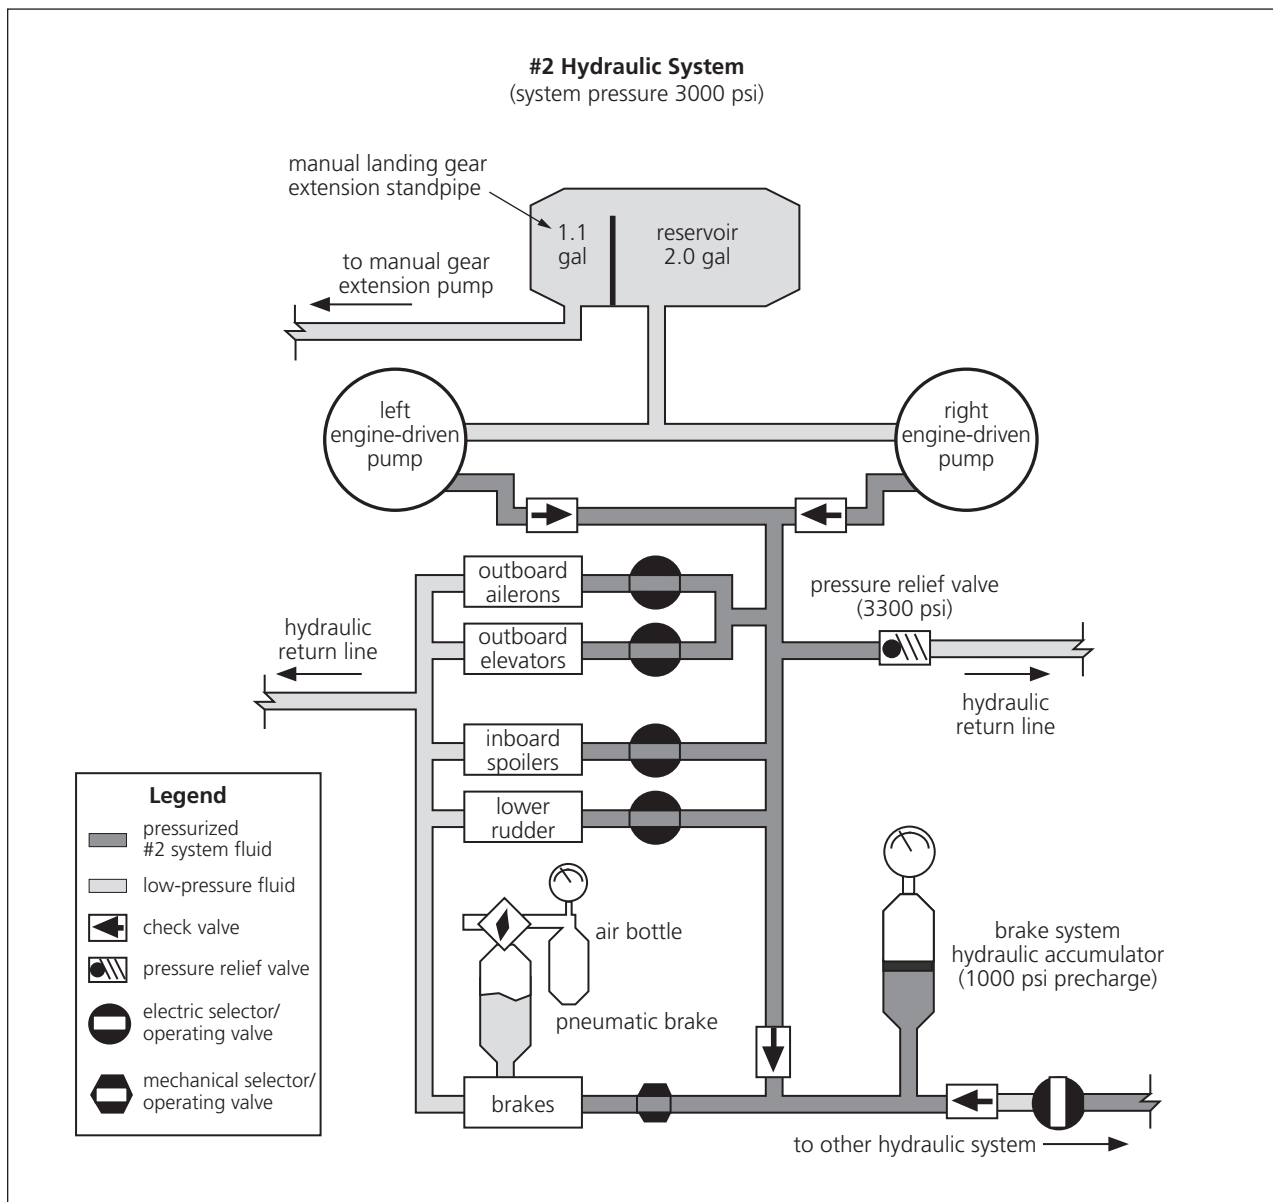 #2 Hydraulic System
(system pressure 3000 psi)
manual landing gear
extension standpipe
1.1
gal
reservoir
2.0 gal
to manual gear
extension pump
left
engine-driven
pump
right
engine-driven
pump
outboard
ailerons
pressure relief valve
(3300 psi)
hydraulic
return line
outboard
elevators
hydraulic
return line
inboard
spoilers
lower
rudder
Legend
pressurized
#2 system fluid
low-pressure fluid
check valve
pressure relief valve
electric selector/
operating valve
mechanical selector/
operating valve
air bottle
pneumatic brake
brake system
hydraulic accumulator
(1000 psi precharge)
brakes
to other hydraulic system